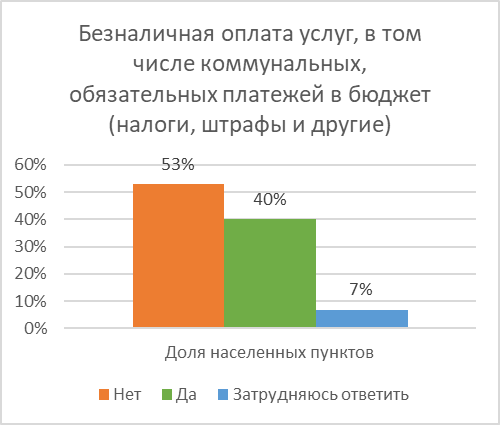 Безналичная оплата услуг, в том
числе коммунальных,
обязательных платежей в бюджет
(налоги, штрафы и другие)
60%
50%
40%
30%
20%
10%
0%
53%
40%
7%
Доля населенных пунктов
Нет Да Затрудняюсь ответить